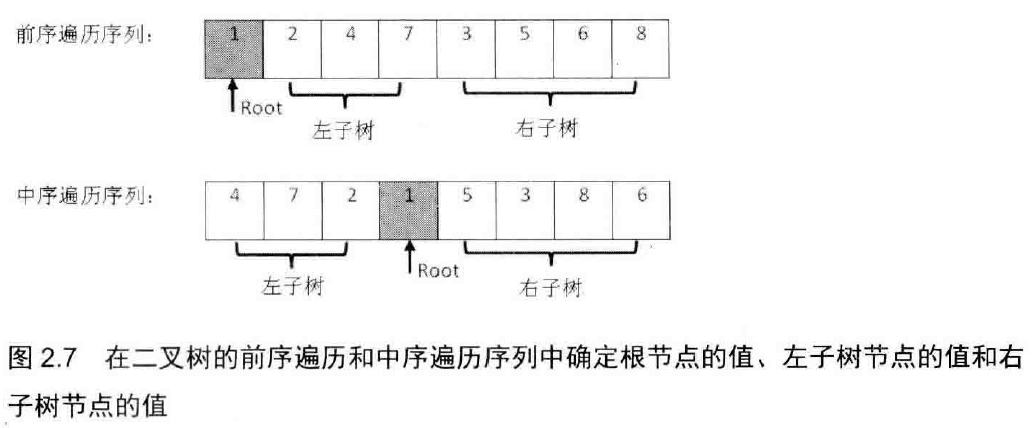 前序遍历序列: 1 2 4 7 3 5 6 8
Root
左子树 右子树
中序遍历序列: 4 7 2 1 5 3 8 6
左子树 Root 右子树
图 2.7 在二叉树的前序遍历和中序遍历序列中确定根节点的值、左子树节点的值和右
子树节点的值